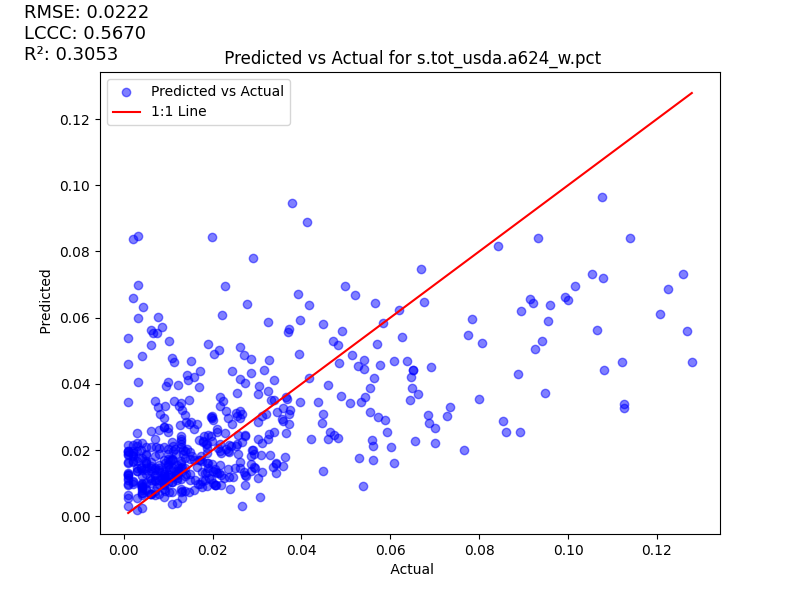 RMSE: 0.0222
LCCC: 0.5670
R²: 0.3053
Predicted vs Actual for s.tot_usda.a624_w.pct
Predicted vs Actual
1:1 Line
0.12
0.10
0.08
0.06
0.04
0.02
0.00
Predicted
0.00 0.02 0.04 0.06 0.08 0.10 0.12
Actual